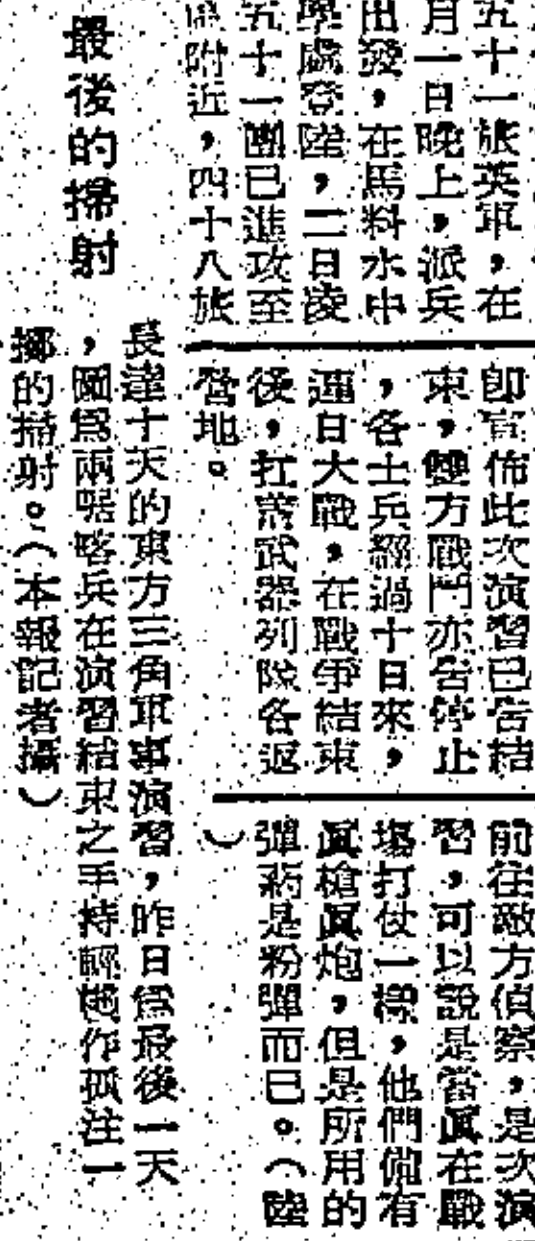 五十一旅英軍，在
月一日晚上，派兵
出發，在馬料水中
學處登陸，二日凌
五十一團已進攻至
附近，四十八旅
即宣佈此次演習已告結
束，雙方戰鬥亦告停止
，各士兵經過十日來，
連日大戰，在戰爭結束
後，扛着武器列隊各返
營地。
前往敵方偵察，是次演
習，可以說是當眞在戰
塲打仗一樣，他們備有
眞槍眞炮，但是所用的
彈葯是粉彈而已。（陸
）
最後的掃射
長達十天的東方三角軍事演習，昨日爲最後一天
，圖爲兩啹喀兵在演習結束之手持輕機作孤注一
擲的掃射。（本報記者攝）